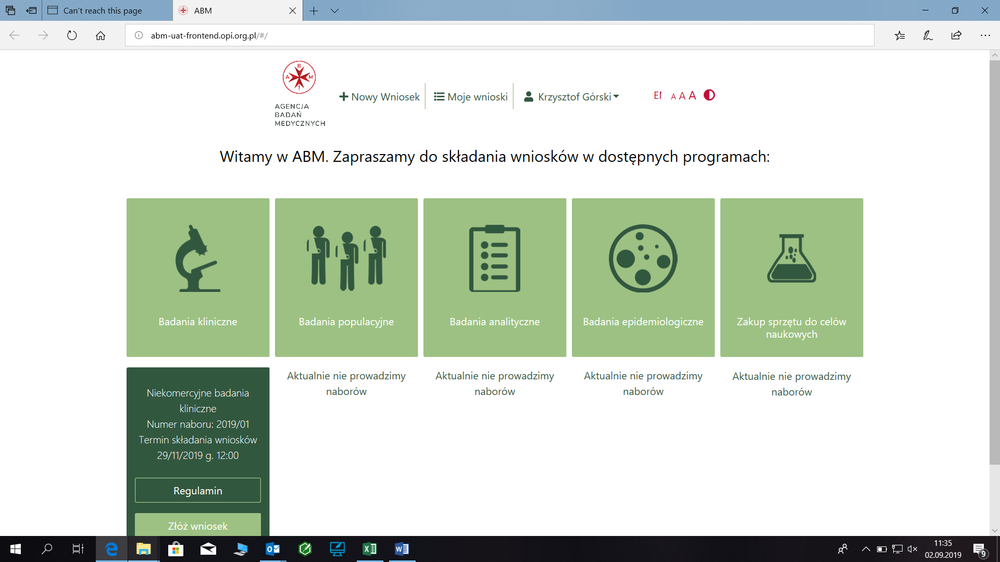 Can't reach this page
ABM
abm-uat-frontend.opi.org.pl/#/
B
A M
AGENCJA
BADAŃ
MEDYCZNYCH
Nowy Wniosek
Moje wnioski
Krzysztof Górski
A A A
Witamy w ABM. Zapraszamy do składania wniosków w dostępnych programach:
Badania kliniczne
Badania populacyjne
Badania analityczne
Badania epidemiologiczne
Zakup sprzętu do celów
naukowych
Niekomercyjne badania
kliniczne
Numer naboru: 2019/01
Termin składania wniosków
29/11/2019 g. 12:00
Regulamin
Złóż wniosek
Aktualnie nie prowadzimy
naborów
Aktualnie nie prowadzimy
naborów
Aktualnie nie prowadzimy
naborów
Aktualnie nie prowadzimy
naborów
11:35
02.09.2019
9